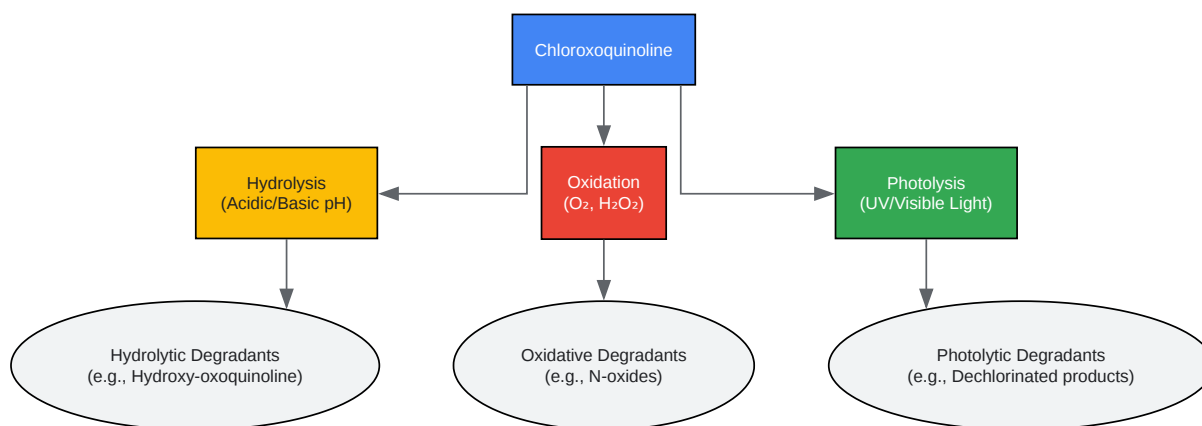 Chloroxoquinoline
Hydrolysis
(Acidic/Basic pH)
Oxidation
(O₂, H₂O₂)
Photolysis
(UV/Visible Light)
Hydrolytic Degradants
(e.g., Hydroxy-oxoquinoline)
Oxidative Degradants
(e.g., N-oxides)
Photolytic Degradants
(e.g., Dechlorinated products)